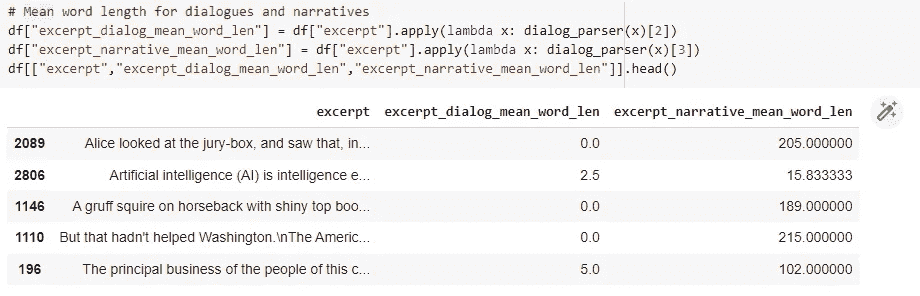 # Mean word length for dialogues and narratives
df["excerpt_dialog_mean_word_len"] = df["excerpt"].apply(lambda x: dialog_parser(x)[2])
df["excerpt_narrative_mean_word_len"] = df["excerpt"].apply(lambda x: dialog_parser(x)[3])
df[["excerpt","excerpt_dialog_mean_word_len","excerpt_narrative_mean_word_len"]].head()
excerpt excerpt_dialog_mean_word_len excerpt_narrative_mean_word_len
2089 Alice looked at the jury-box, and saw that, in... 0.0 205.000000
2806 Artificial intelligence (AI) is intelligence e... 2.5 15.833333
1146 A gruff squire on horseback with shiny top boo... 0.0 189.000000
1110 But that hadn't helped Washington.\nThe Americ... 0.0 215.000000
196 The principal business of the people of this c... 5.0 102.000000